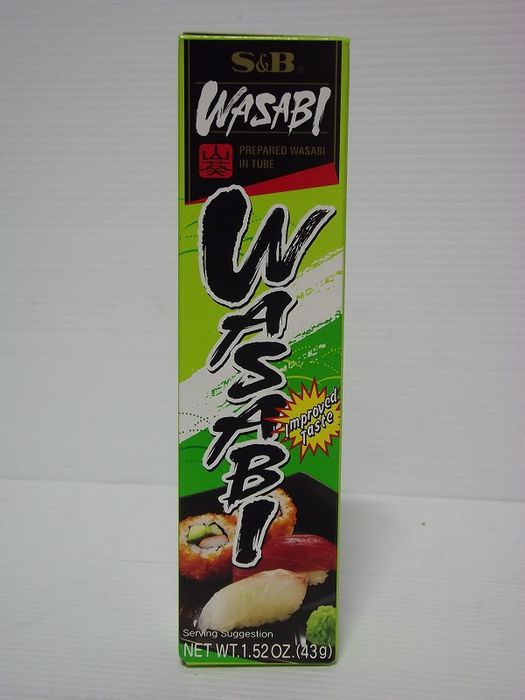 S&B®
WASABI
山葵
PREPARED WASABI
IN TUBE
WASABI
Improved
Taste
Serving Suggestion
NET WT.1.52 OZ.(43g)